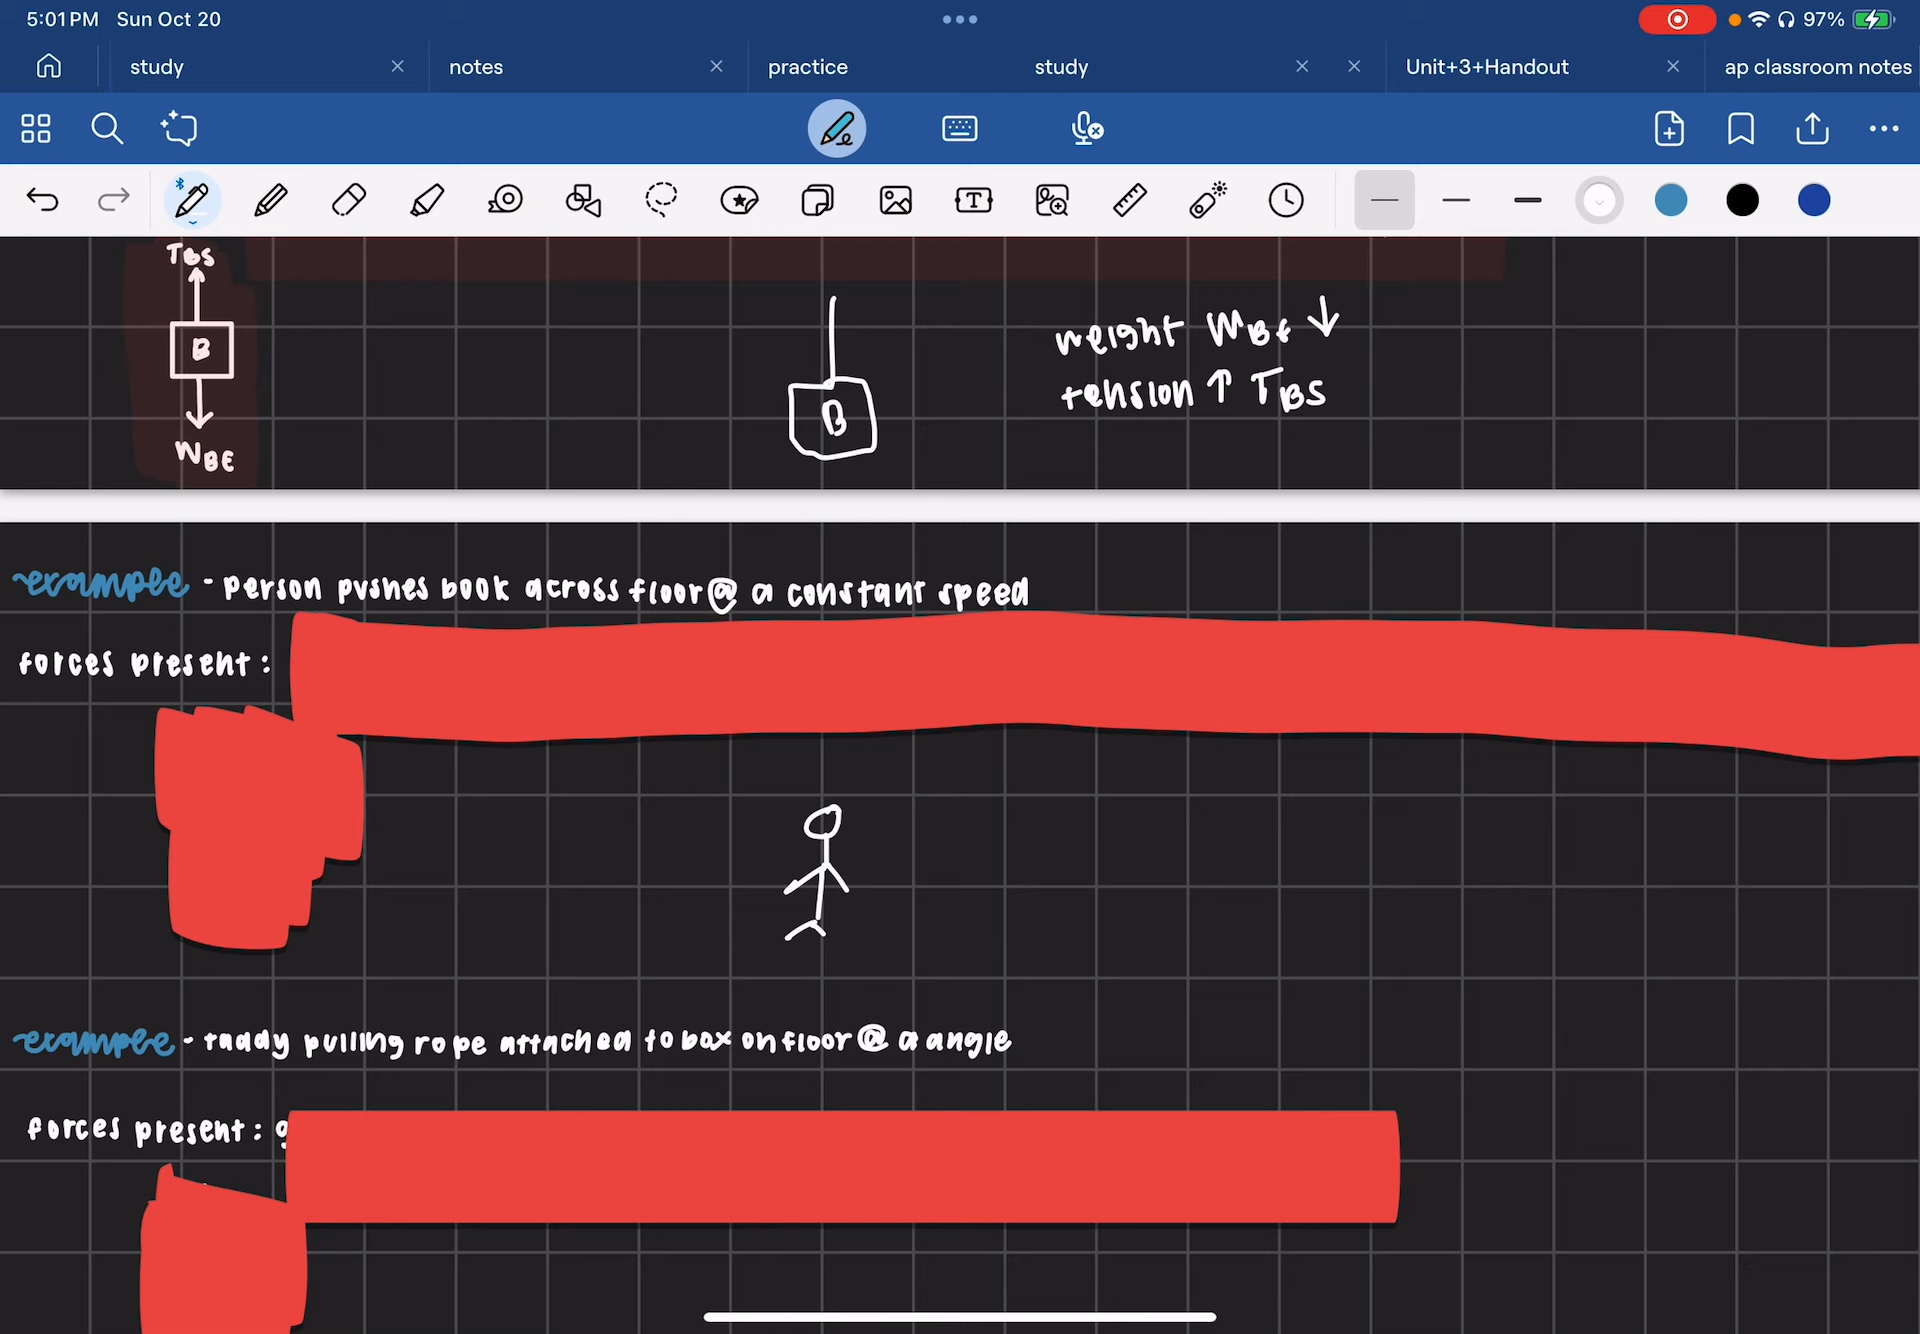 5:01 PM Sun Oct 20
97%
study
notes
practice
study
Unit+3+Handout
ap classroom notes
TBS
B
WBE
B
weight WBE ↓
tension ↑ TBS
example - person pushes book across floor @ a constant speed
forces present:
example - taddy pulling rope attached to box on floor @ a angle
forces present: g